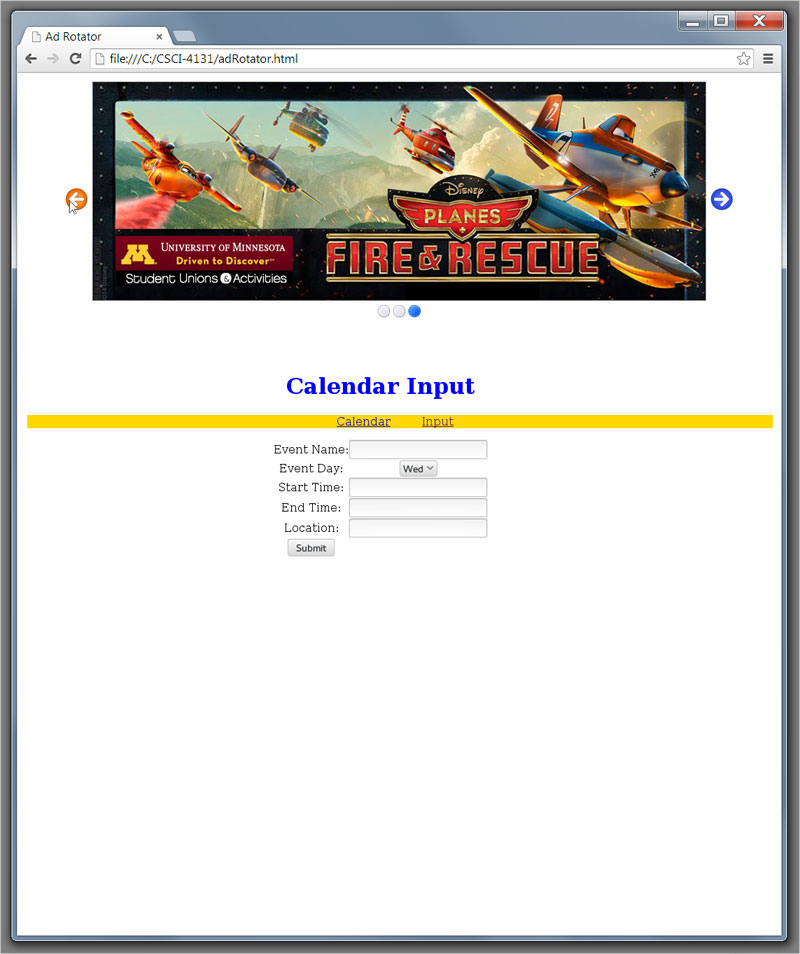 Ad Rotator
file:///C:/CSCI-4131/adRotator.html
Disney
PLANES
FIRE & RESCUE
M
UNIVERSITY OF MINNESOTA
Driven to Discover℠
Student Unions & Activities
Calendar Input
Calendar Input
Event Name:
Event Day: Wed
Start Time:
End Time:
Location:
Submit